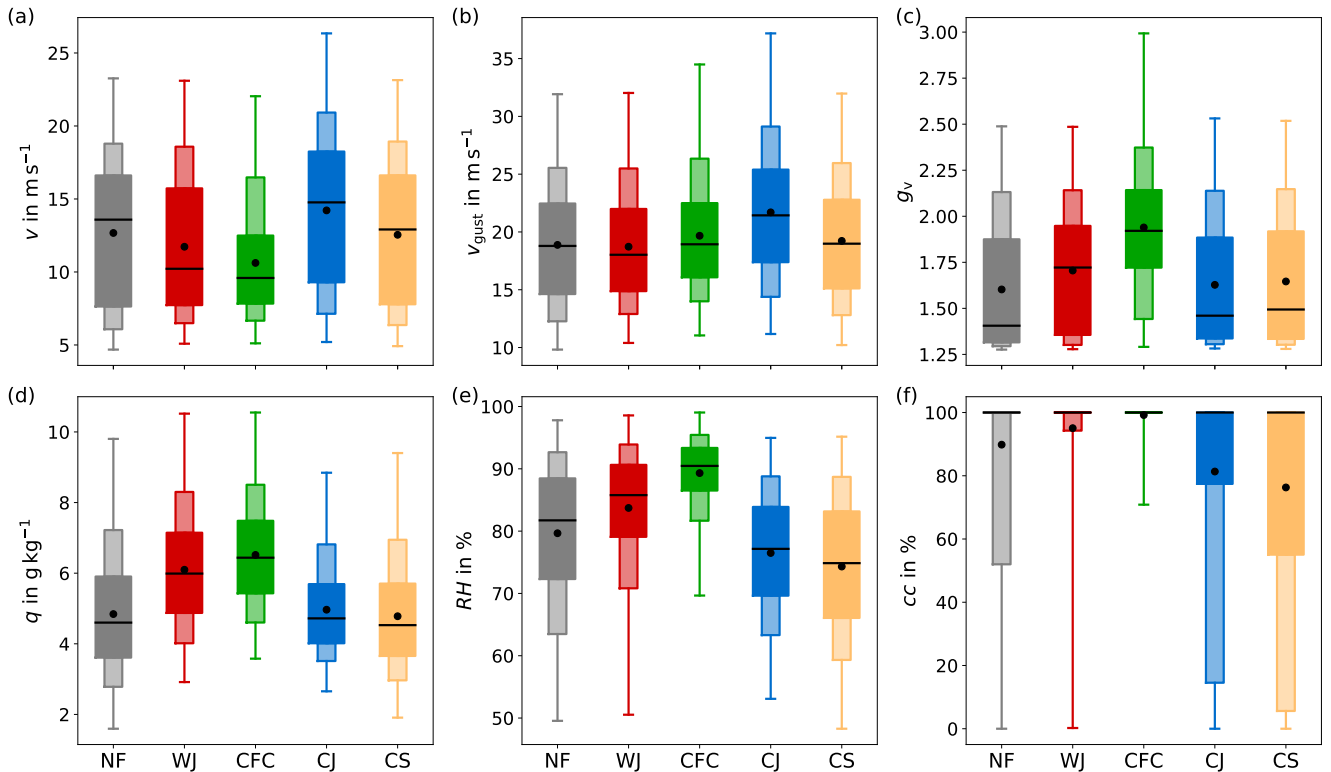 (a)
v in m s⁻¹
25
20
15
10
5
(b)
v_gust in m s⁻¹
35
30
25
20
15
10
(c)
g_v
3.00
2.75
2.50
2.25
2.00
1.75
1.50
1.25
(d)
q in g kg⁻¹
10
8
6
4
2
NF WJ CFC CJ CS
(e)
RH in %
100
90
80
70
60
50
NF WJ CFC CJ CS
(f)
cc in %
100
80
60
40
20
0
NF WJ CFC CJ CS